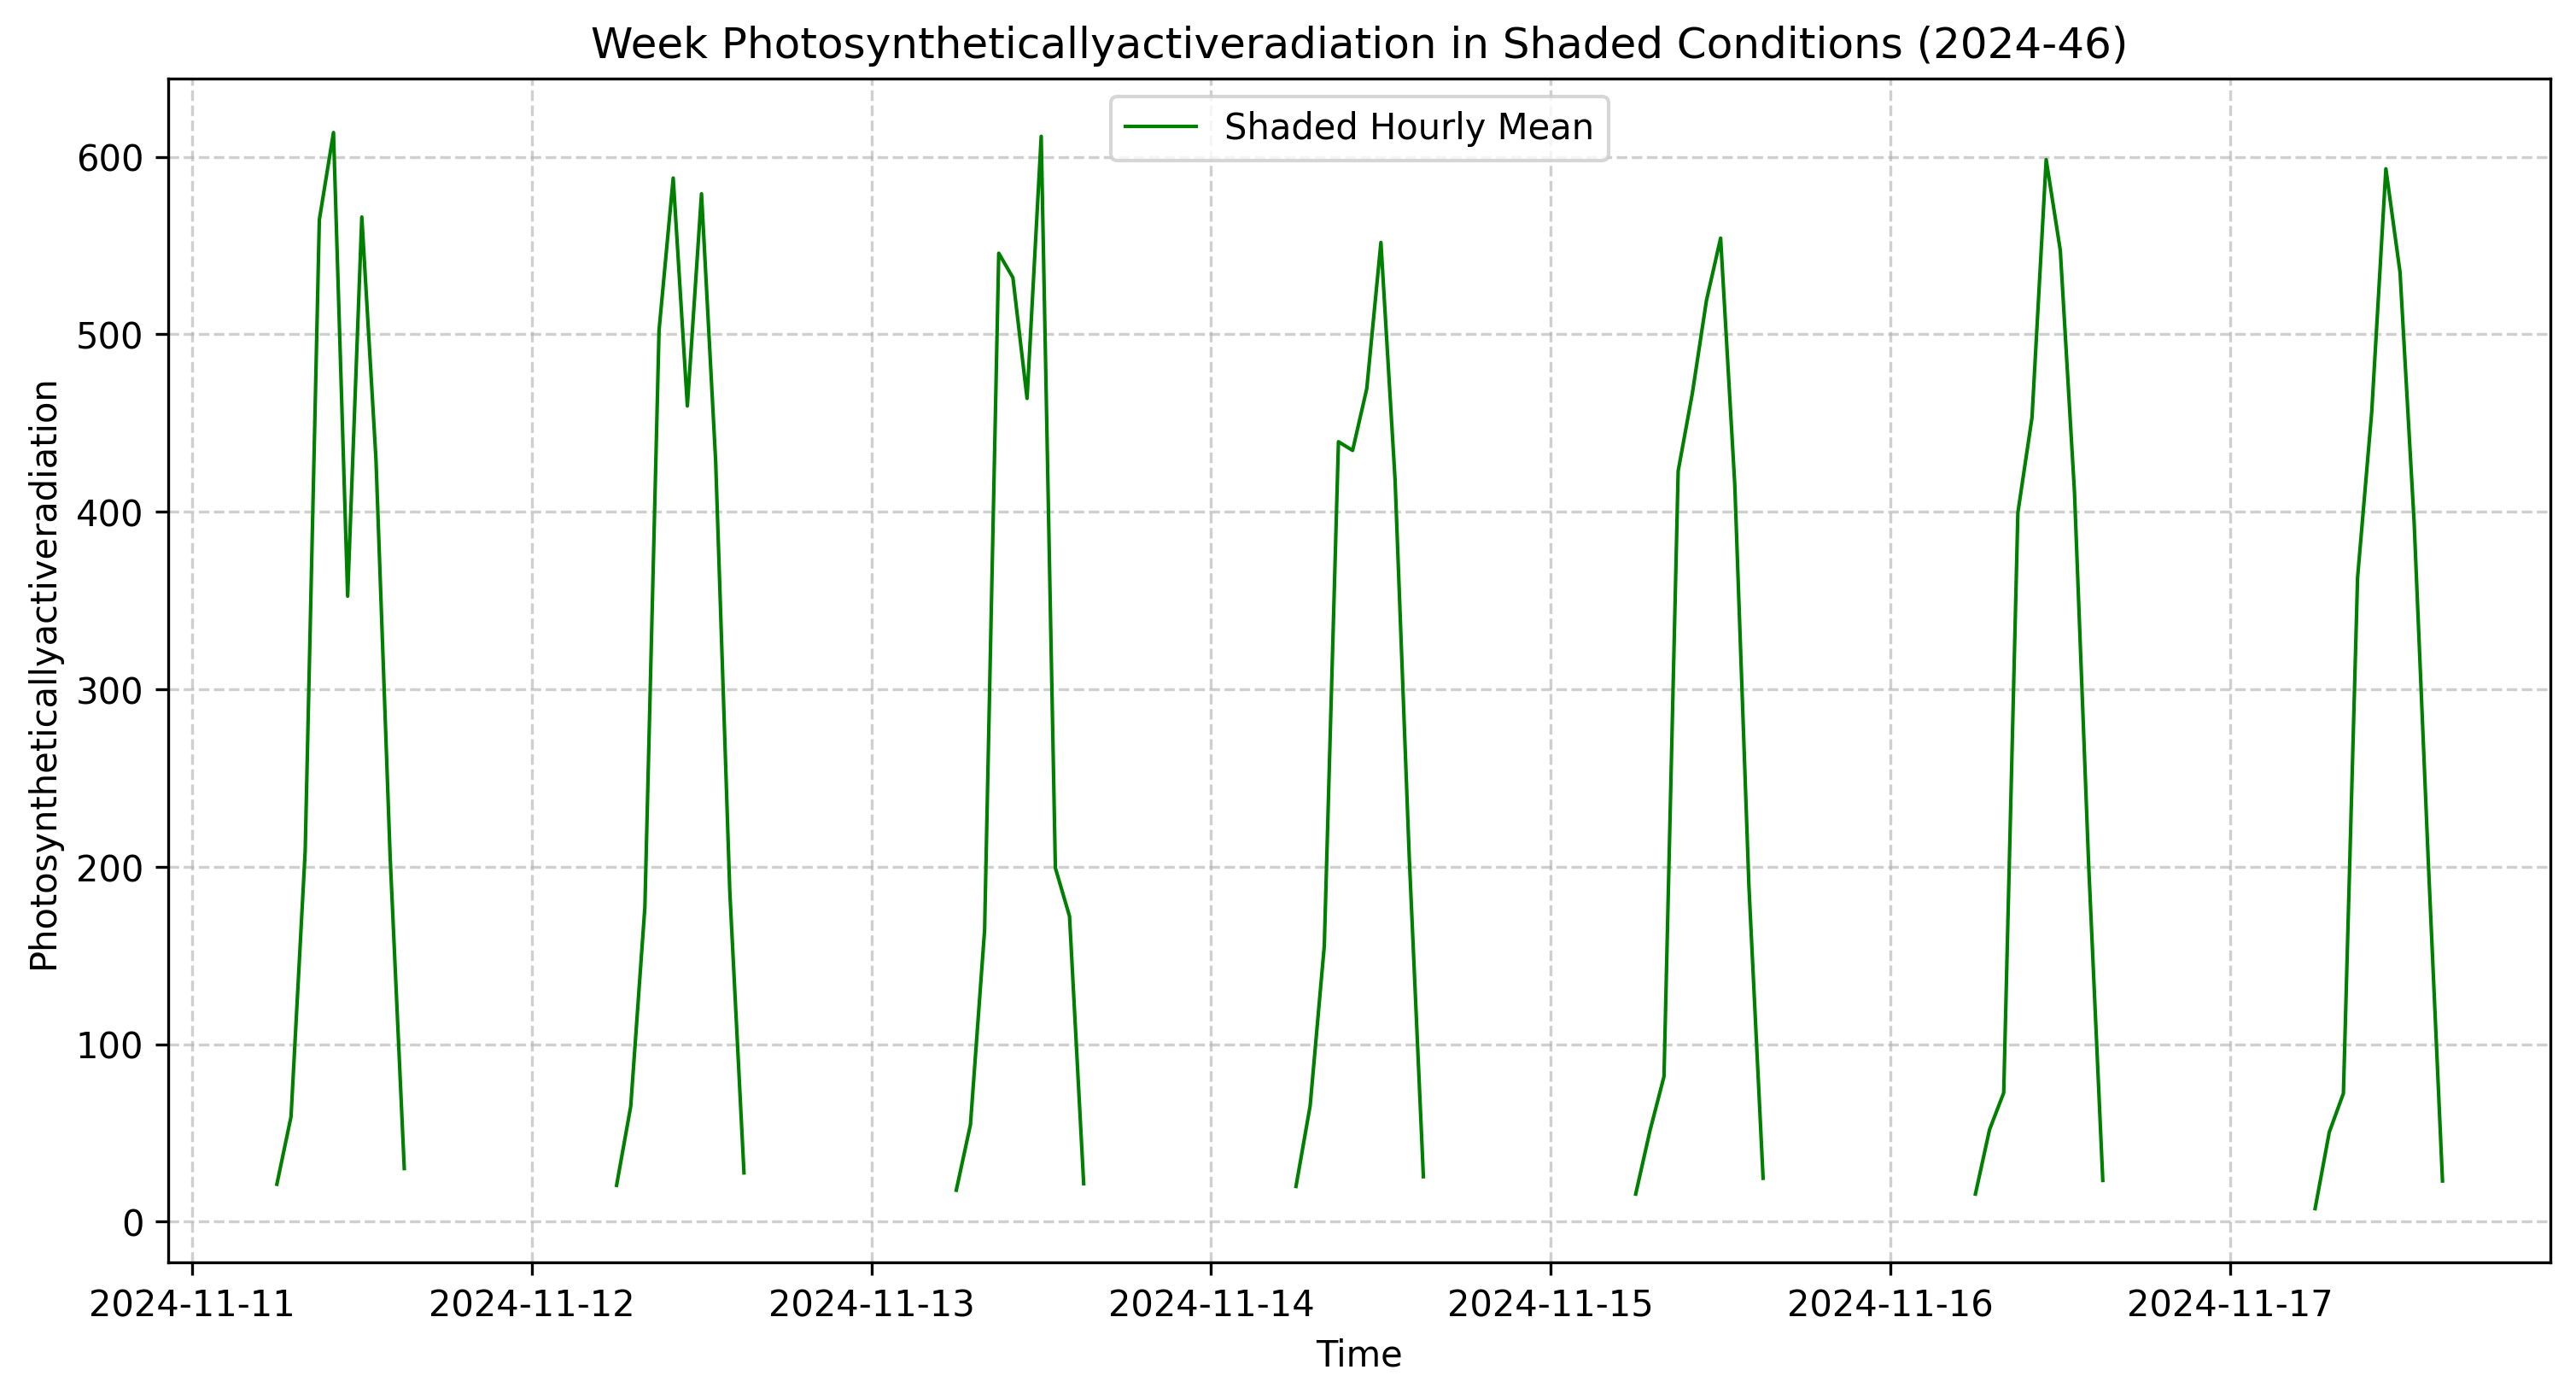 Week Photosyntheticallyactiveradiation in Shaded Conditions (2024-46)
Shaded Hourly Mean
Photosyntheticallyactiveradiation
600
500
400
300
200
100
0
2024-11-11 2024-11-12 2024-11-13 2024-11-14 2024-11-15 2024-11-16 2024-11-17
Time